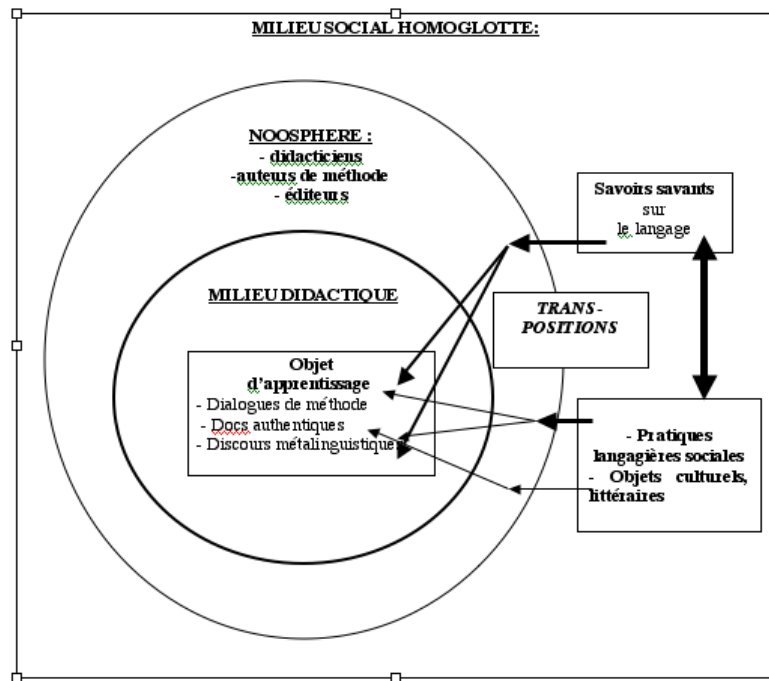 MILIEU SOCIAL HOMOGLOTTE:
NOOSPHERE :
- didacticiens
-auteurs de méthode
- éditeurs
Savoirs savants
sur
le langage
MILIEU DIDACTIQUE
TRANS-
POSITIONS
Objet
d'apprentissage
- Dialogues de méthode
- Docs authentiques
- Discours métalinguistique
- Pratiques
langagières sociales
- Objets culturels,
littéraires